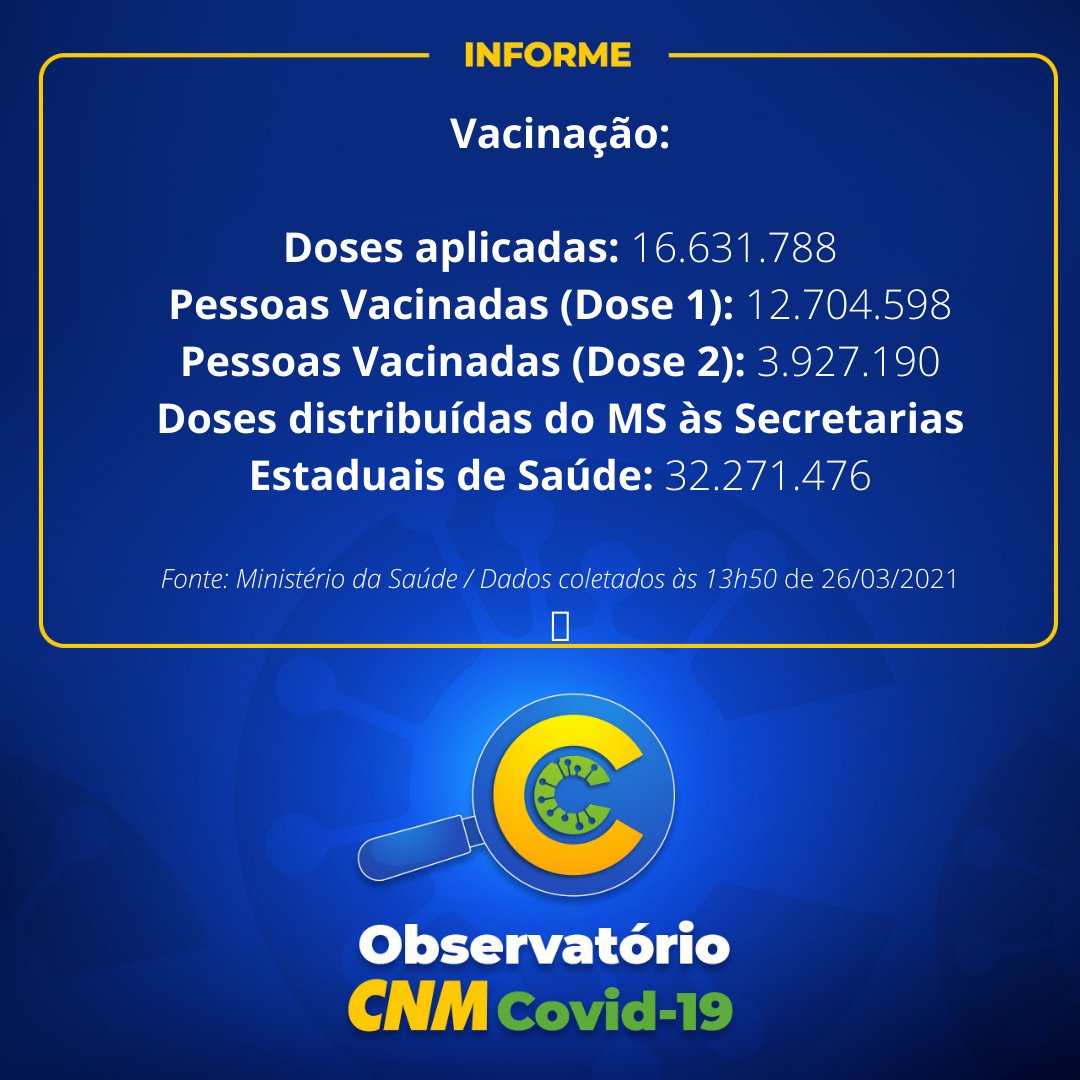 INFORME
Vacinação:
Doses aplicadas: 16.631.788
Pessoas Vacinadas (Dose 1): 12.704.598
Pessoas Vacinadas (Dose 2): 3.927.190
Doses distribuídas do MS às Secretarias
Estaduais de Saúde: 32.271.476
Fonte: Ministério da Saúde / Dados coletados às 13h50 de 26/03/2021
Observatório
CNM Covid-19